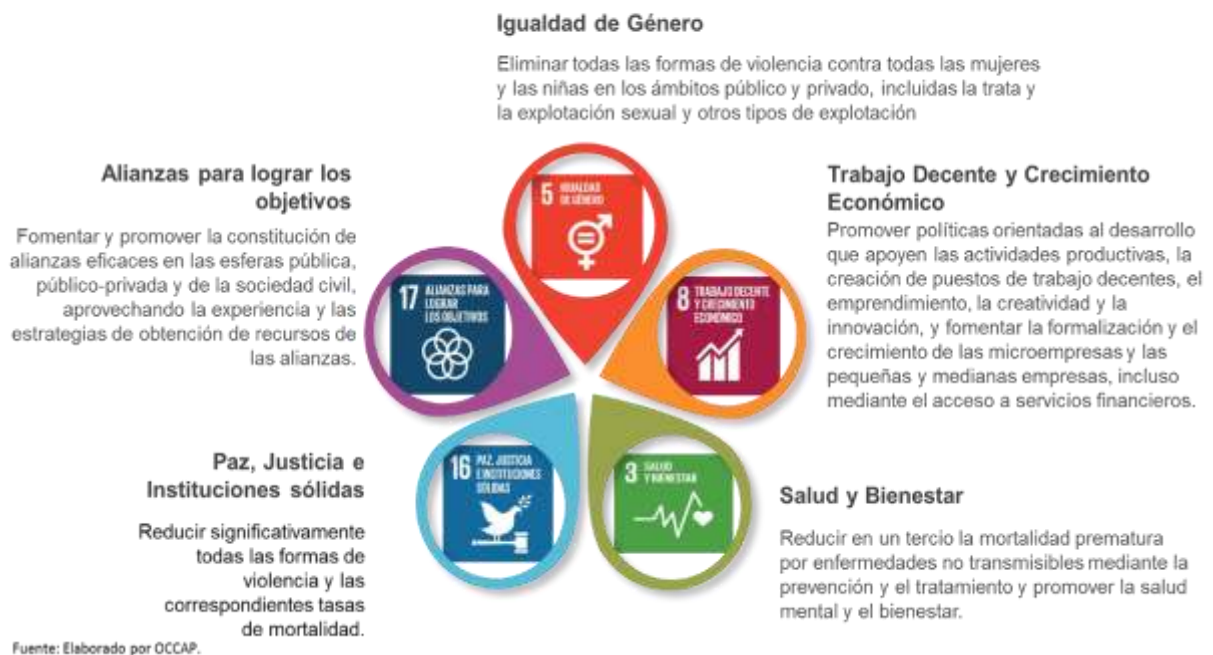 Igualdad de Género
Eliminar todas las formas de violencia contra todas las mujeres
y las niñas en los ámbitos público y privado, incluidas la trata y
la explotación sexual y otros tipos de explotación
Alianzas para lograr los
objetivos
Fomentar y promover la constitución de
alianzas eficaces en las esferas pública,
público-privada y de la sociedad civil,
aprovechando la experiencia y las
estrategias de obtención de recursos de
las alianzas.
5 IGUALDAD
DE GÉNERO
17 ALIANZAS PARA
LOGRAR
LOS OBJETIVOS
8 TRABAJO DECENTE
Y CRECIMIENTO
ECONÓMICO
Trabajo Decente y Crecimiento
Económico
Promover políticas orientadas al desarrollo
que apoyen las actividades productivas, la
creación de puestos de trabajo decentes, el
emprendimiento, la creatividad y la
innovación, y fomentar la formalización y el
crecimiento de las microempresas y las
pequeñas y medianas empresas, incluso
mediante el acceso a servicios financieros.
Paz, Justicia e
Instituciones sólidas
Reducir significativamente
todas las formas de
violencia y las
correspondientes tasas
de mortalidad.
16 PAZ, JUSTICIA
E INSTITUCIONES
SÓLIDAS
3 SALUD
Y BIENESTAR
Salud y Bienestar
Reducir en un tercio la mortalidad prematura
por enfermedades no transmisibles mediante la
prevención y el tratamiento y promover la salud
mental y el bienestar.
Fuente: Elaborado por OCCAP.